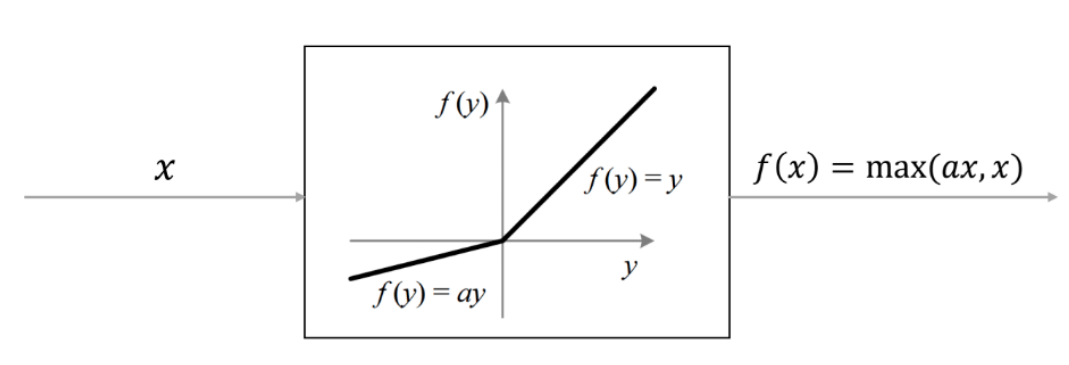 x
f(y)
f(y) = y
f(y) = ay
y
f(x) = max(ax, x)